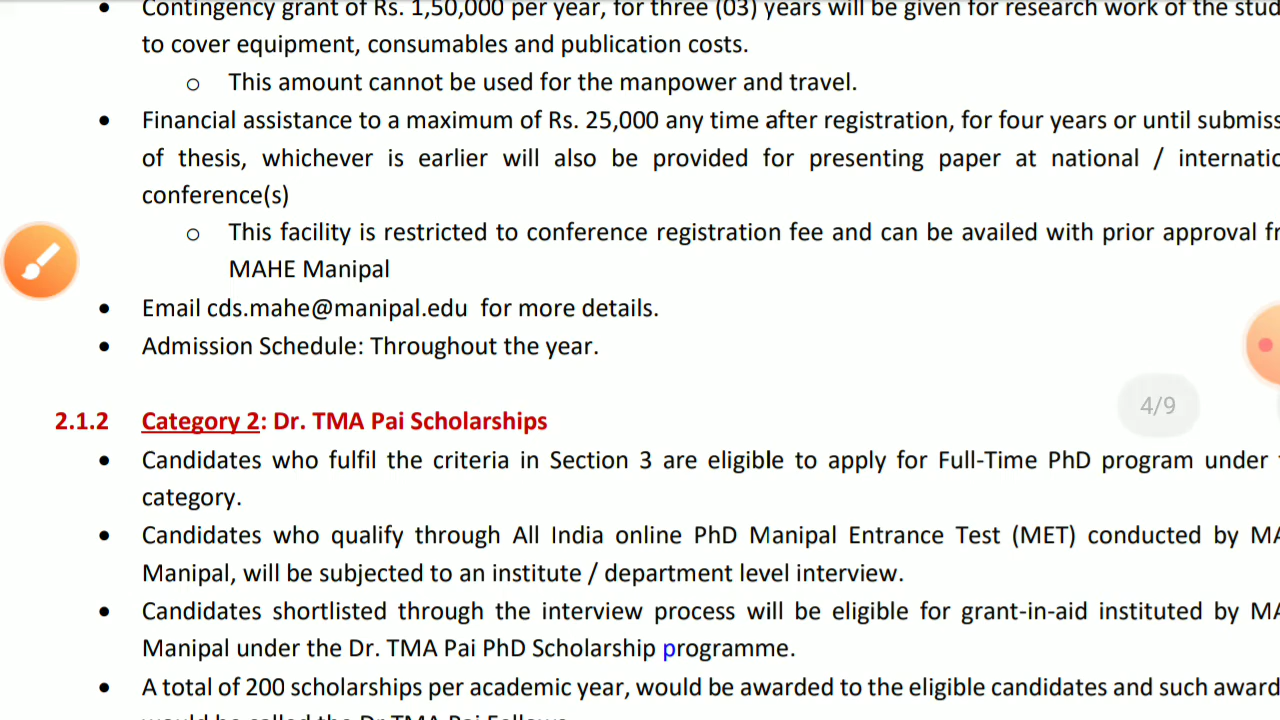 Contingency grant of Rs. 1,50,000 per year, for three (03) years will be given for research work of the stud
to cover equipment, consumables and publication costs.
o This amount cannot be used for the manpower and travel.
Financial assistance to a maximum of Rs. 25,000 any time after registration, for four years or until submiss
of thesis, whichever is earlier will also be provided for presenting paper at national / internatio
conference(s)
o This facility is restricted to conference registration fee and can be availed with prior approval fr
MAHE Manipal
Email cds.mahe@manipal.edu for more details.
Admission Schedule: Throughout the year.
4/9
2.1.2 Category 2: Dr. TMA Pai Scholarships
Candidates who fulfil the criteria in Section 3 are eligible to apply for Full-Time PhD program under
category.
Candidates who qualify through All India online PhD Manipal Entrance Test (MET) conducted by MA
Manipal, will be subjected to an institute / department level interview.
Candidates shortlisted through the interview process will be eligible for grant-in-aid instituted by MA
Manipal under the Dr. TMA Pai PhD Scholarship programme.
A total of 200 scholarships per academic year, would be awarded to the eligible candidates and such award
would be called the Dr TMA Pai Fellows